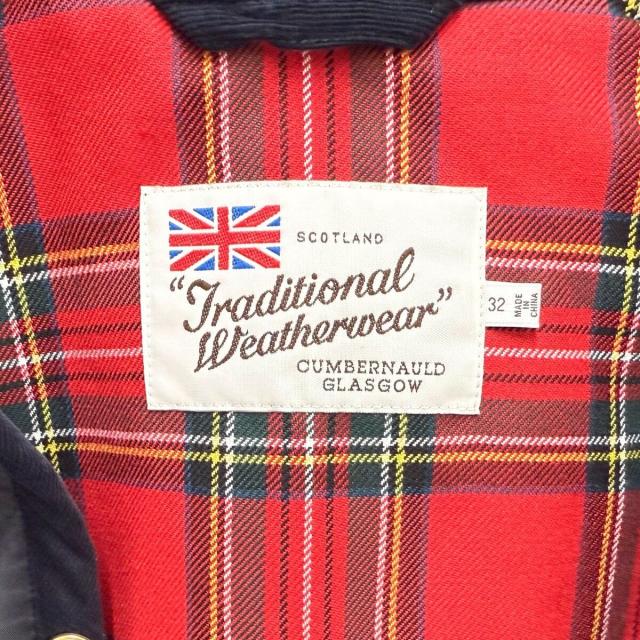 SCOTLAND
"Traditional
Weatherwear"
CUMBERNAULD
GLASGOW
32
MADE
IN
CHINA